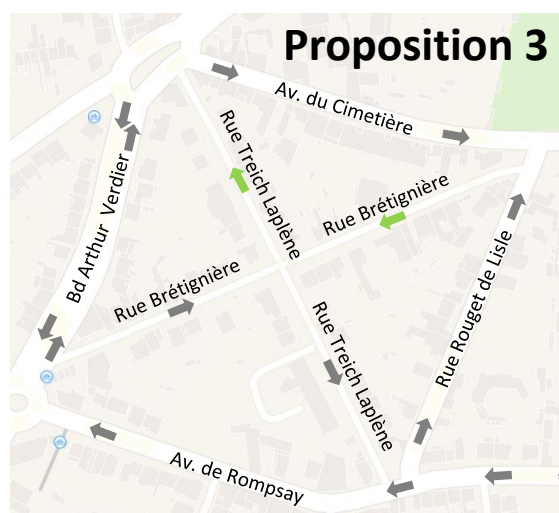 Proposition 3
Av. du Cimetière
Rue Treich Laplène
Rue Brétignière
Bd Arthur Verdier
Rue Brétignière
Rue Rouget de Lisle
Rue Treich Laplène
Av. de Rompsay